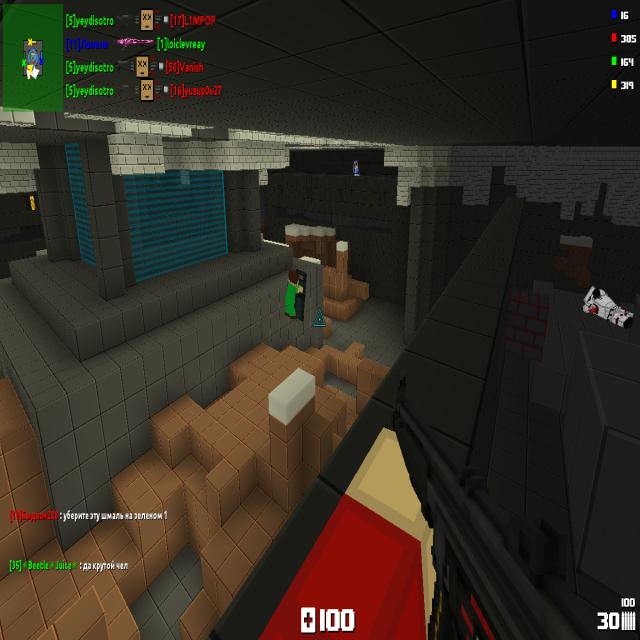 [5]yeydisotro [17]L1MPOP
[1]oiclevreay
[5]yeydisotro [50]Vanish
[5]yeydisotro [16]yusup0v27
16
385
164
319
: уберите эту шмаль на зеленом 1
[35]Beetle Juice : да крутой чел
100
100
30